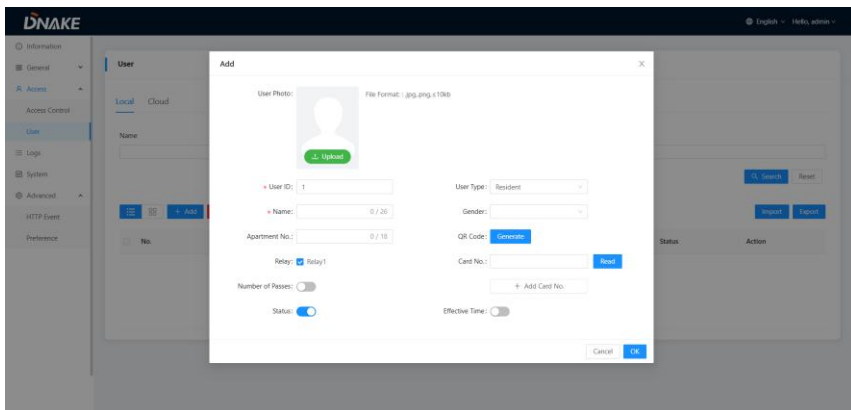 DNAKE
English
Hello, admin
Information
General
Access
Access Control
User
Logs
System
Advanced
HTTP Event
Preference
User
Local Cloud
Name
Search Reset
+ Add
Import Export
No
Status Action
Add
User Photo:
File Format: : .jpg,.png, ≤10kb
Upload
* User ID: 1
User Type: Resident
* Name: 0 / 20
Gender:
Apartment No.: 0 / 10
QR Code: Generate
Relay: Relay1
Card No.: Read
Number of Passes:
+ Add Card No.
Status:
Effective Time:
Cancel OK